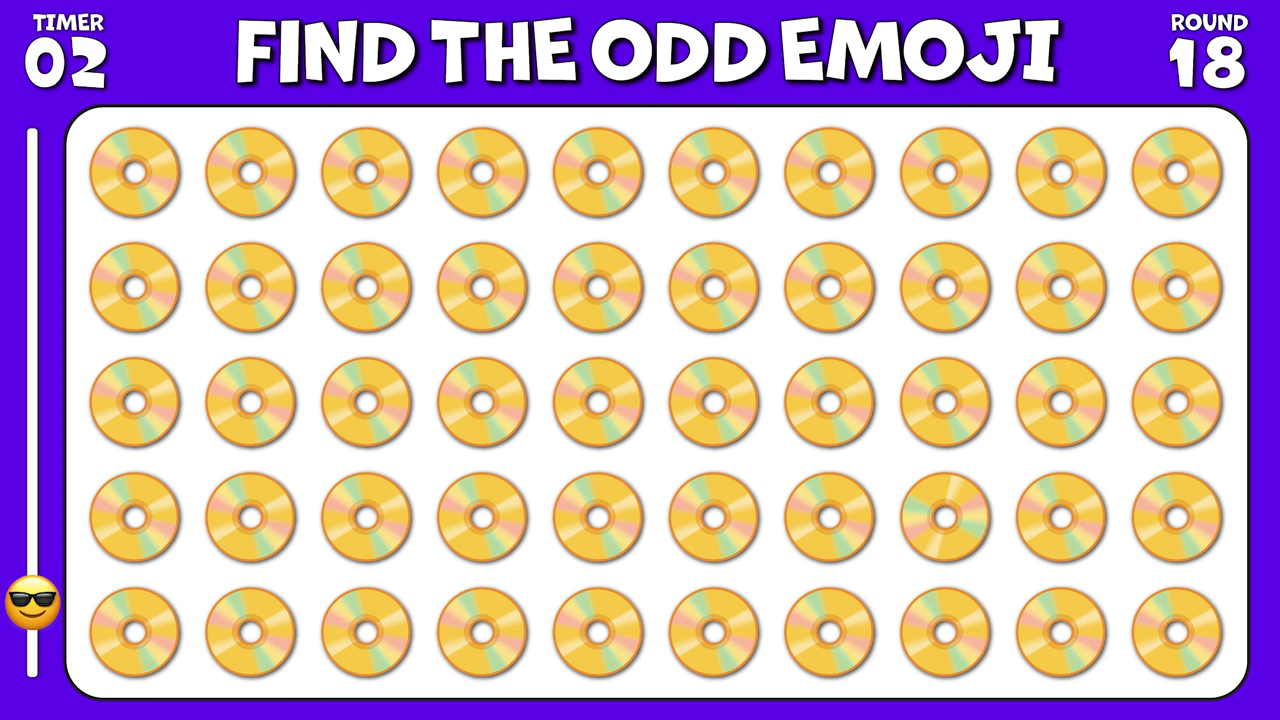 TIMER
02
FIND THE ODD EMOJI
ROUND
18